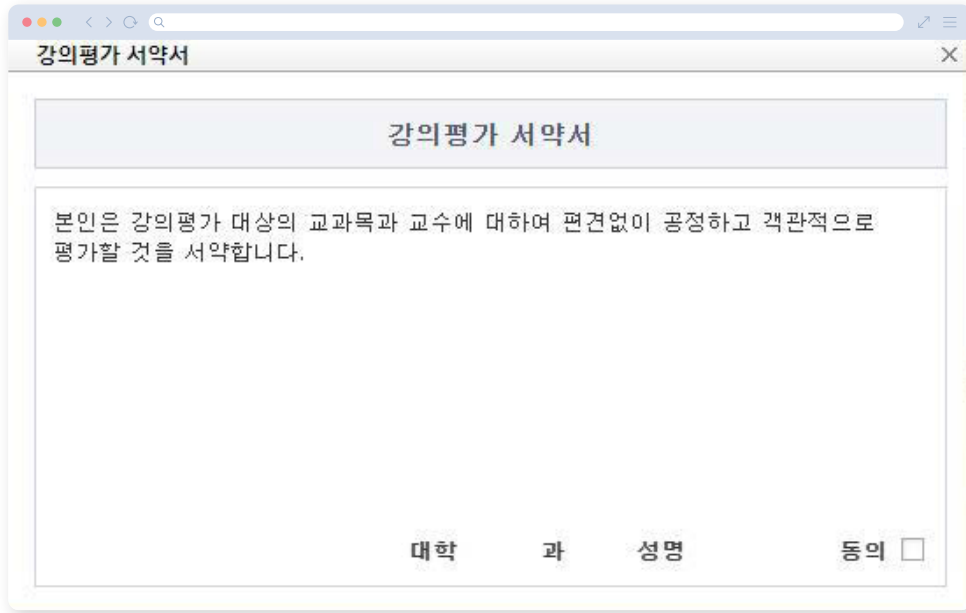 강의평가 서약서
강의평가 서약서
본인은 강의평가 대상의 교과목과 교수에 대하여 편견없이 공정하고 객관적으로
평가할 것을 서약합니다.
대학 과 성명 동의